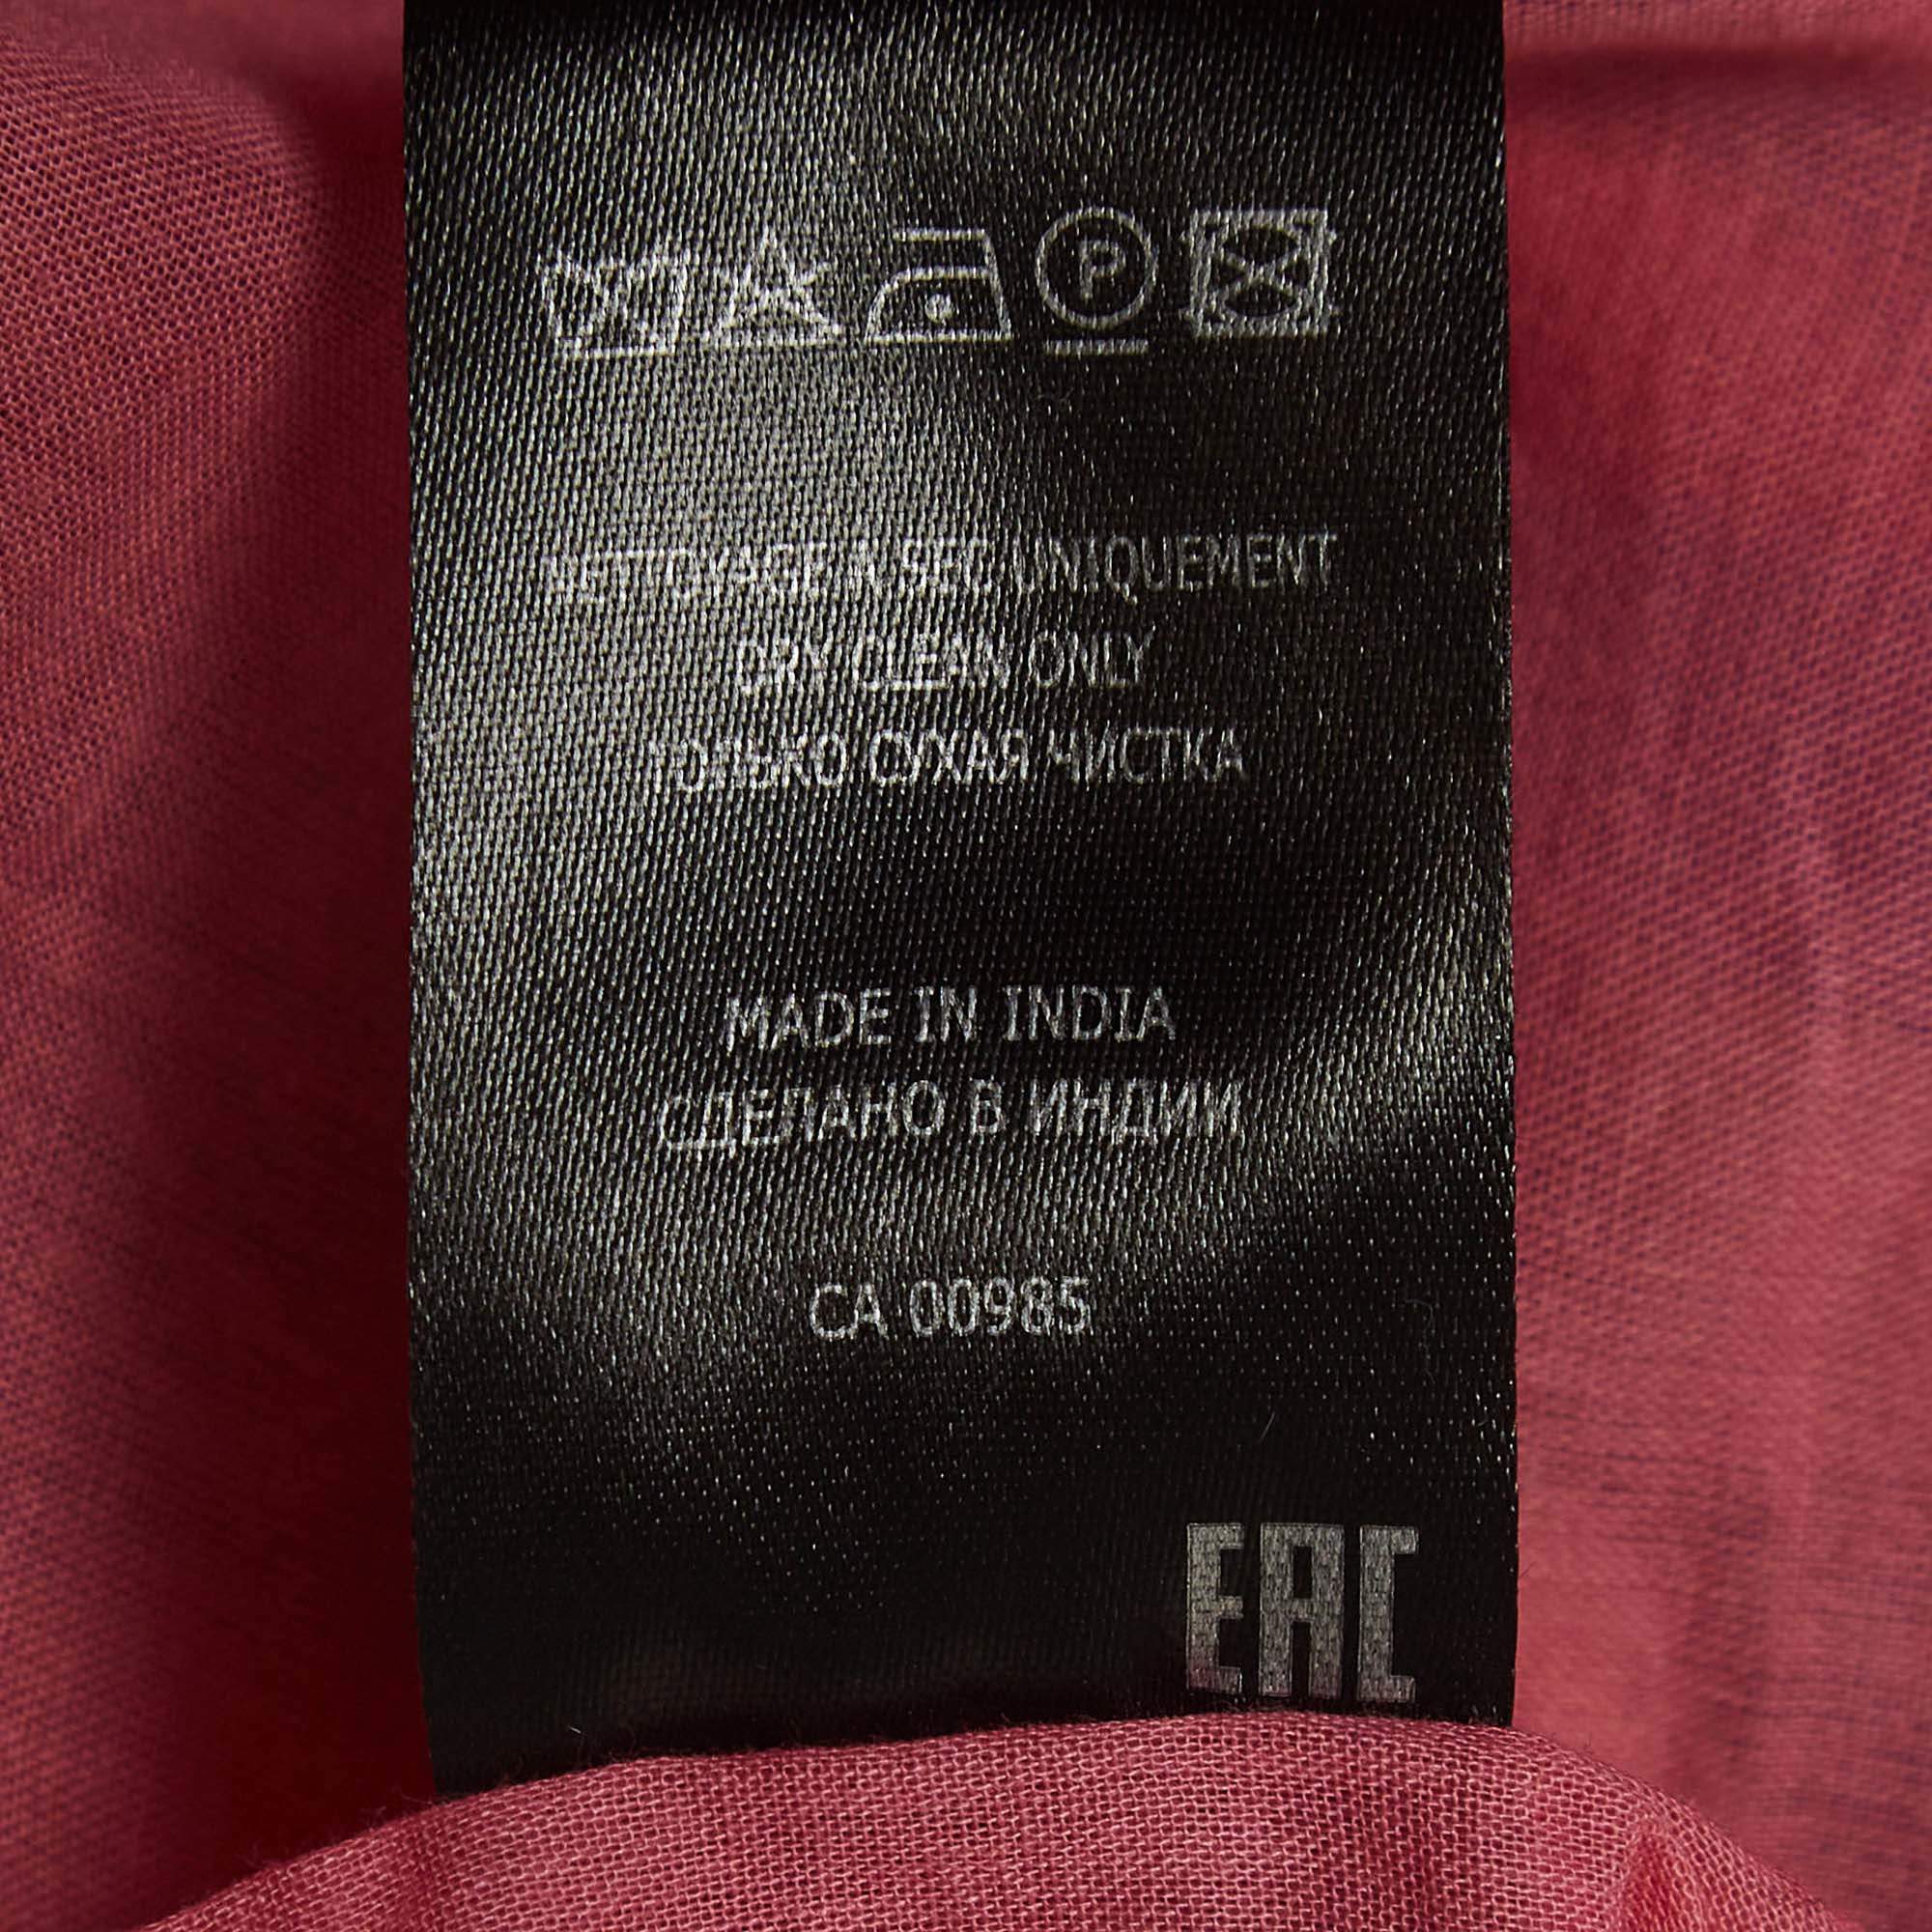 P
NETTOYAGE A SEC UNIQUEMENT
DRY CLEAN ONLY
ТОЛЬКО СУХАЯ ЧИСТКА
MADE IN INDIA
СДЕЛАНО В ИНДИИ
CA 00985
EAC